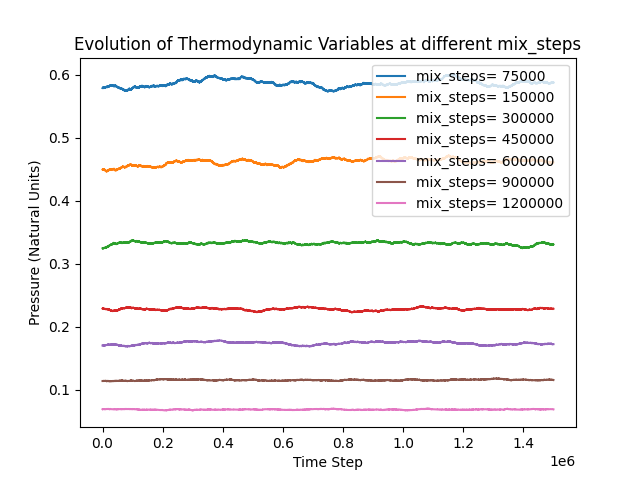 Evolution of Thermodynamic Variables at different mix_steps
mix_steps= 75000
mix_steps= 150000
mix_steps= 300000
mix_steps= 450000
mix_steps= 600000
mix_steps= 900000
mix_steps= 1200000
Pressure (Natural Units)
0.6
0.5
0.4
0.3
0.2
0.1
0.0 0.2 0.4 0.6 0.8 1.0 1.2 1.4
1e6
Time Step